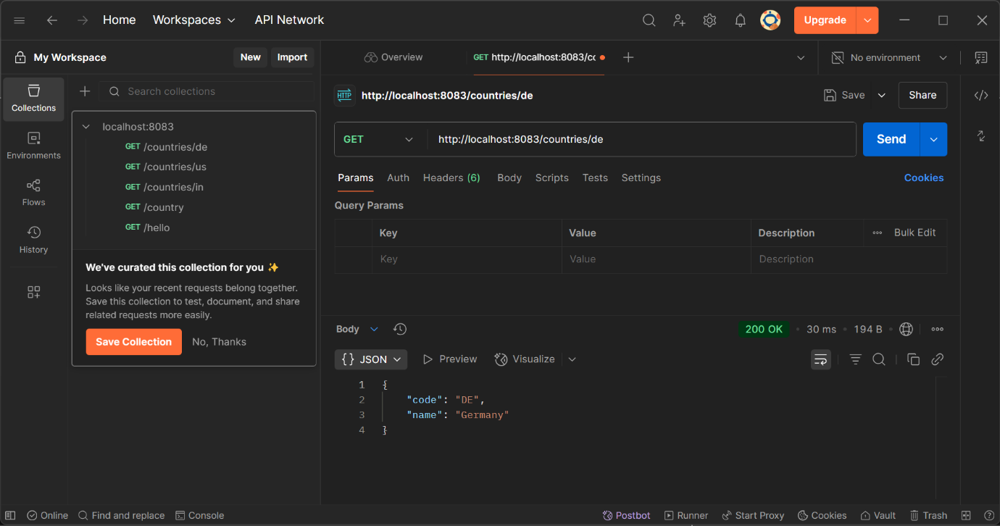 Home Workspaces API Network Upgrade
My Workspace New Import
Overview GET http://localhost:8083/co No environment
Collections
Environments
Flows
History
Search collections
localhost:8083
GET /countries/de
GET /countries/us
GET /countries/in
GET /country
GET /hello
We've curated this collection for you ✨
Looks like your recent requests belong together.
Save this collection to test, document, and share
related requests more easily.
Save Collection No, Thanks
HTTP http://localhost:8083/countries/de Save Share
GET http://localhost:8083/countries/de Send
Params Auth Headers (6) Body Scripts Tests Settings Cookies
Query Params
Key Value Description Bulk Edit
Key Value Description
Body 200 OK • 30 ms • 194 B
{} JSON Preview Visualize
1 {
2 "code": "DE",
3 "name": "Germany"
4 }
Online Find and replace Console Postbot Runner Start Proxy Cookies Vault Trash